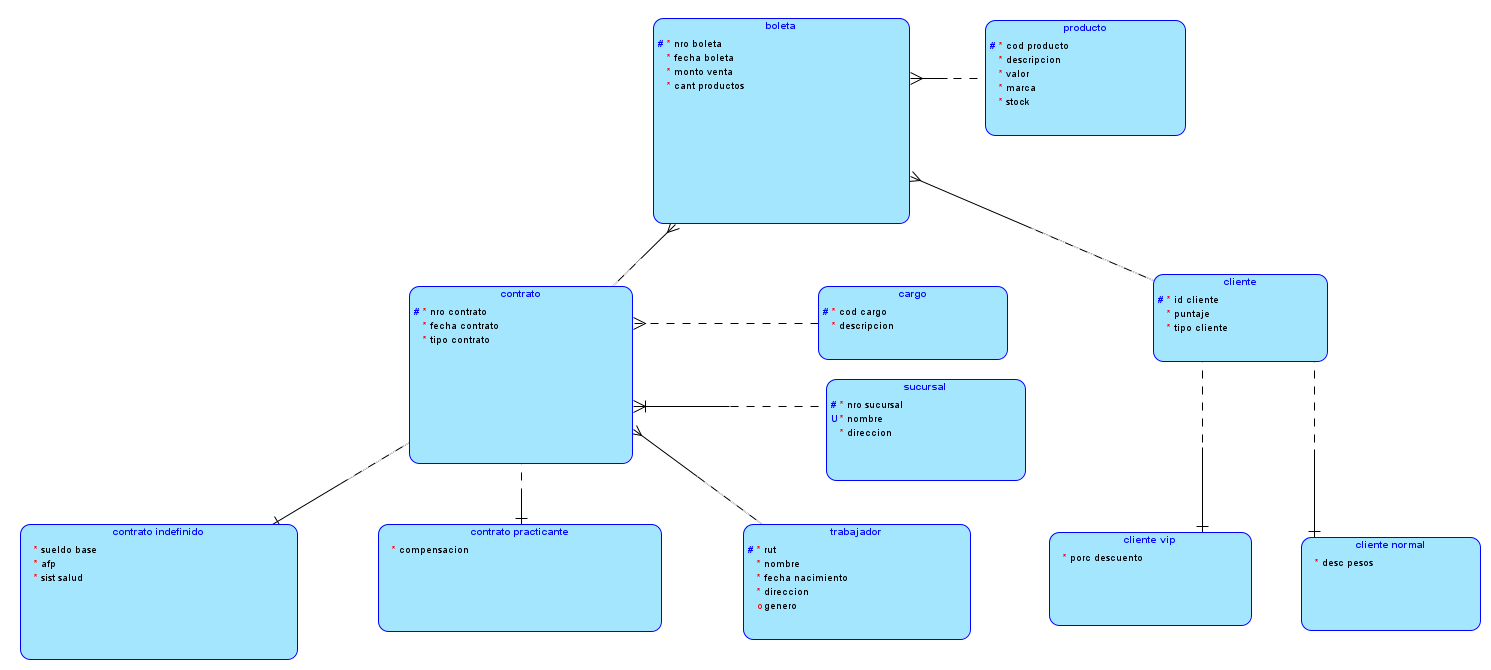 boleta
# * nro boleta
* fecha boleta
* monto venta
* cant productos
producto
# * cod producto
* descripcion
* valor
* marca
* stock
contrato
# * nro contrato
* fecha contrato
* tipo contrato
cargo
# * cod cargo
* descripcion
cliente
# * id cliente
* puntaje
* tipo cliente
sucursal
# * nro sucursal
U * nombre
* direccion
contrato indefinido
* sueldo base
* afp
* sist salud
contrato practicante
* compensacion
trabajador
# * rut
* nombre
* fecha nacimiento
* direccion
o genero
cliente vip
* porc descuento
cliente normal
* desc pesos